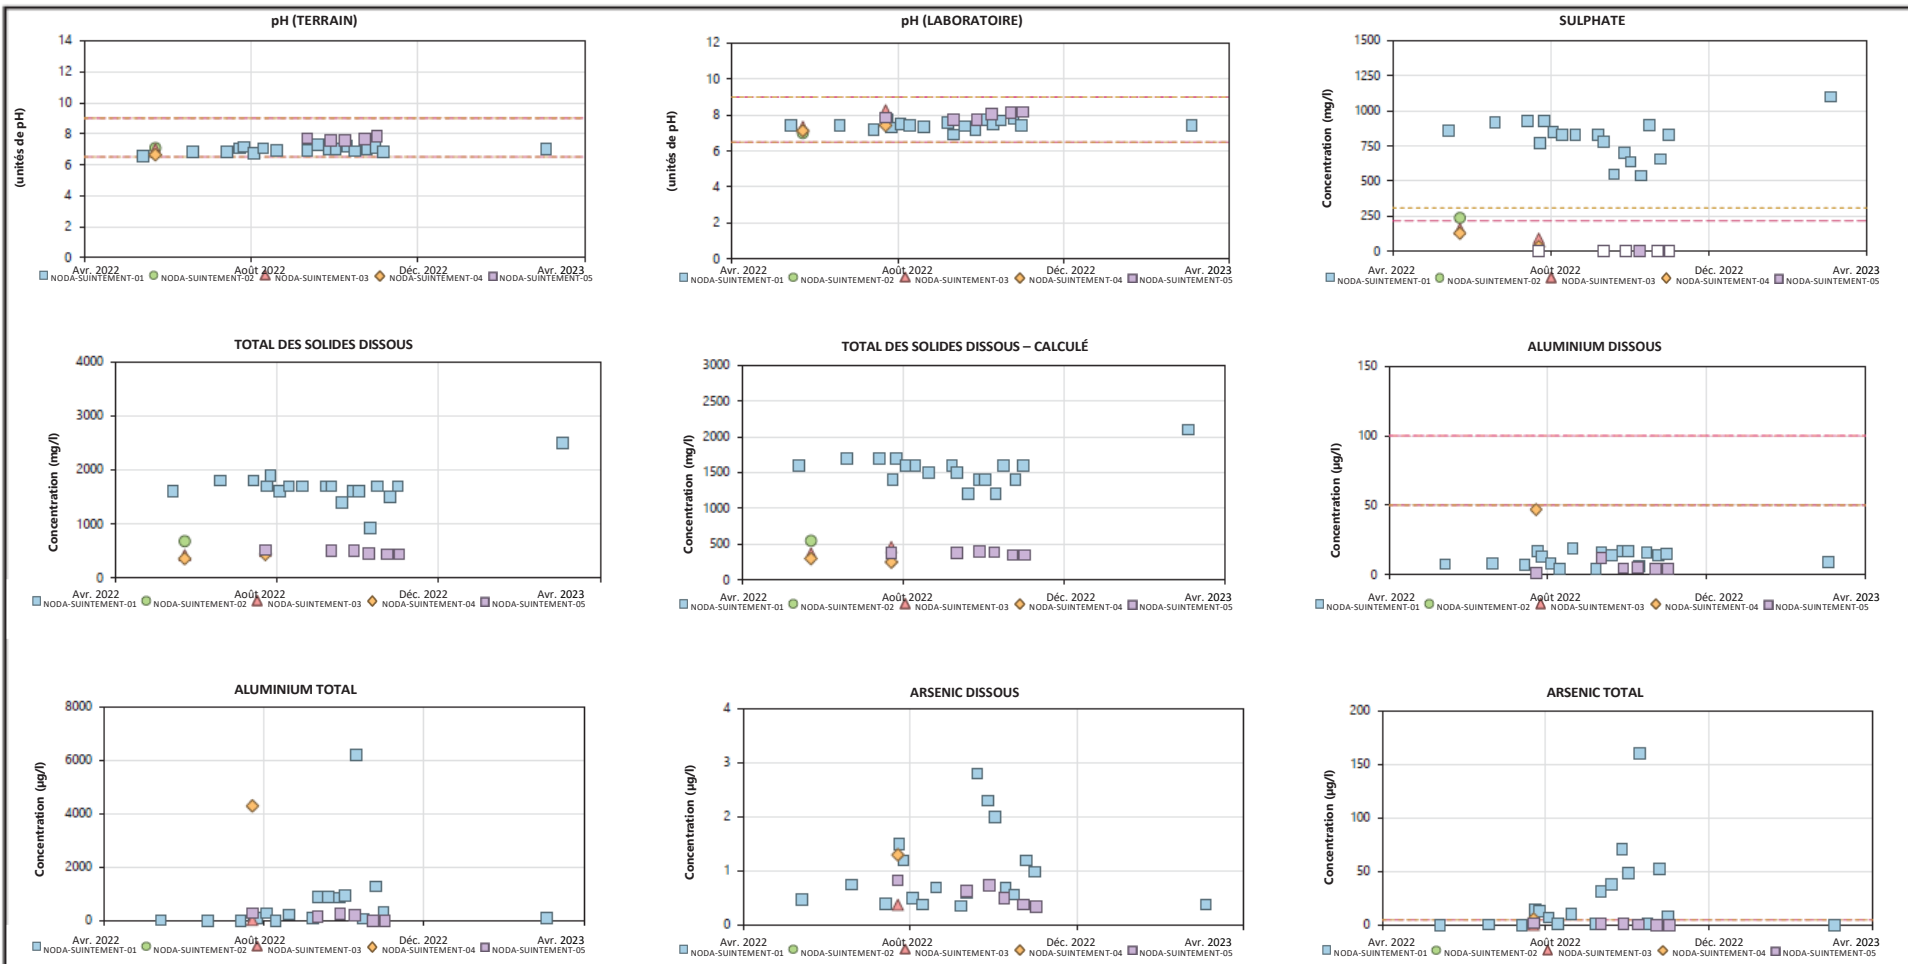 pH (TERRAIN)
14
12
10
8
6
4
2
0
(unités de pH)
Avr. 2022
Août 2022
Déc. 2022
Avr. 2023
NODA-SUINTEMENT-01 NODA-SUINTEMENT-02 NODA-SUINTEMENT-03 NODA-SUINTEMENT-04 NODA-SUINTEMENT-05
pH (LABORATOIRE)
12
10
8
6
4
2
0
(unités de pH)
Avr. 2022
Août 2022
Déc. 2022
Avr. 2023
NODA-SUINTEMENT-01 NODA-SUINTEMENT-02 NODA-SUINTEMENT-03 NODA-SUINTEMENT-04 NODA-SUINTEMENT-05
SULPHATE
1500
1250
1000
750
500
250
0
Concentration (mg/l)
Avr. 2022
Août 2022
Déc. 2022
Avr. 2023
NODA-SUINTEMENT-01 NODA-SUINTEMENT-02 NODA-SUINTEMENT-03 NODA-SUINTEMENT-04 NODA-SUINTEMENT-05
TOTAL DES SOLIDES DISSOUS
4000
3000
2000
1000
0
Concentration (mg/l)
Avr. 2022
Août 2022
Déc. 2022
Avr. 2023
NODA-SUINTEMENT-01 NODA-SUINTEMENT-02 NODA-SUINTEMENT-03 NODA-SUINTEMENT-04 NODA-SUINTEMENT-05
TOTAL DES SOLIDES DISSOUS – CALCULÉ
3000
2500
2000
1500
1000
500
0
Concentration (mg/l)
Avr. 2022
Août 2022
Déc. 2022
Avr. 2023
NODA-SUINTEMENT-01 NODA-SUINTEMENT-02 NODA-SUINTEMENT-03 NODA-SUINTEMENT-04 NODA-SUINTEMENT-05
ALUMINIUM DISSOUS
150
100
50
0
Concentration (µg/l)
Avr. 2022
Août 2022
Déc. 2022
Avr. 2023
NODA-SUINTEMENT-01 NODA-SUINTEMENT-02 NODA-SUINTEMENT-03 NODA-SUINTEMENT-04 NODA-SUINTEMENT-05
ALUMINIUM TOTAL
8000
6000
4000
2000
0
Concentration (µg/l)
Avr. 2022
Août 2022
Déc. 2022
Avr. 2023
NODA-SUINTEMENT-01 NODA-SUINTEMENT-02 NODA-SUINTEMENT-03 NODA-SUINTEMENT-04 NODA-SUINTEMENT-05
ARSENIC DISSOUS
4
3
2
1
0
Concentration (µg/l)
Avr. 2022
Août 2022
Déc. 2022
Avr. 2023
NODA-SUINTEMENT-01 NODA-SUINTEMENT-02 NODA-SUINTEMENT-03 NODA-SUINTEMENT-04 NODA-SUINTEMENT-05
ARSENIC TOTAL
200
150
100
50
0
Concentration (µg/l)
Avr. 2022
Août 2022
Déc. 2022
Avr. 2023
NODA-SUINTEMENT-01 NODA-SUINTEMENT-02 NODA-SUINTEMENT-03 NODA-SUINTEMENT-04 NODA-SUINTEMENT-05